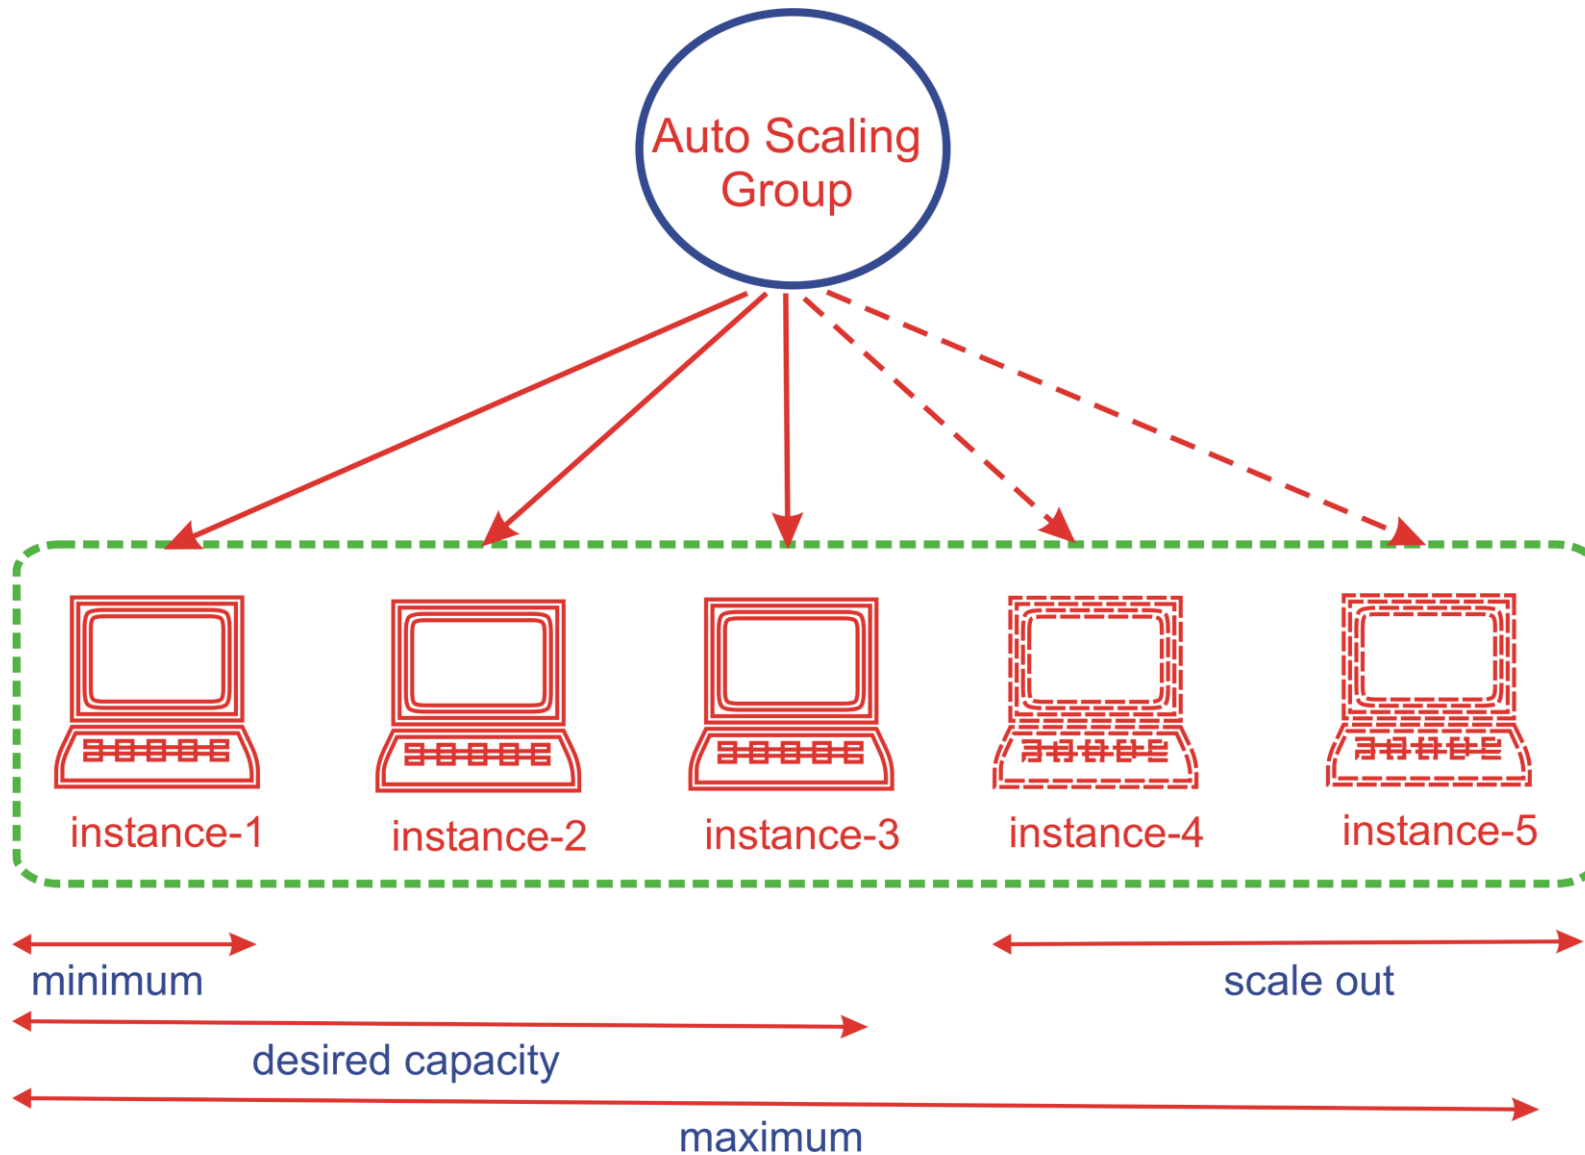 Auto Scaling
Group
instance-1
instance-2
instance-3
instance-4
instance-5
minimum
scale out
desired capacity
maximum